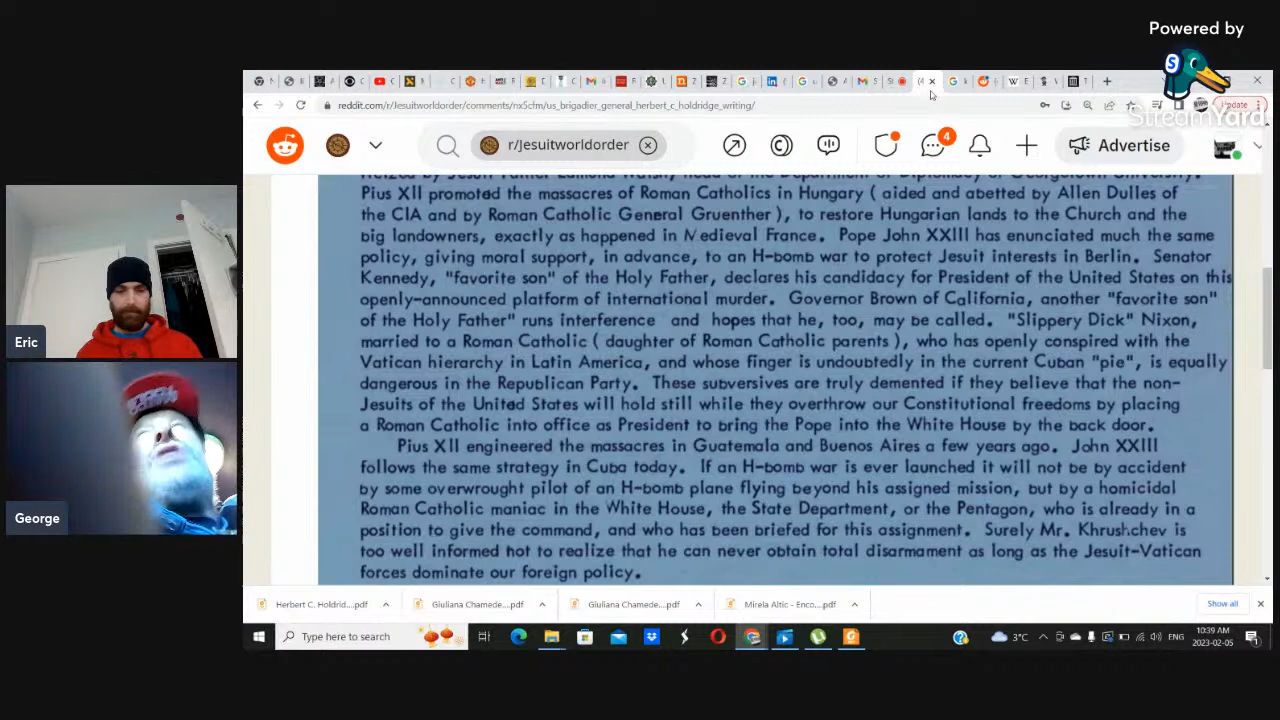 Powered by
StreamYard
reddit.com/r/Jesuitworldorder/comments/nx5cfm/us_brigadier_general_herbert_c_holdridge_writing/
Update
r/Jesuitworldorder
4
Advertise
Pius XII promoted the massacres of Roman Catholics in Hungary ( aided and abetted by Allen Dulles of
the CIA and by Roman Catholic General Gruenther ), to restore Hungarian lands to the Church and the
big landowners, exactly as happened in Medieval France. Pope John XXIII has enunciated much the same
policy, giving moral support, in advance, to an H-bomb war to protect Jesuit interests in Berlin. Senator
Kennedy, "favorite son" of the Holy Father, declares his candidacy for President of the United States on this
openly-announced platform of international murder. Governor Brown of California, another "favorite son"
of the Holy Father" runs interference and hopes that he, too, may be called. "Slippery Dick" Nixon,
married to a Roman Catholic ( daughter of Roman Catholic parents ), who has openly conspired with the
Vatican hierarchy in Latin America, and whose finger is undoubtedly in the current Cuban "pie", is equally
dangerous in the Republican Party. These subversives are truly demented if they believe that the non-
Jesuits of the United States will hold still while they overthrow our Constitutional freedoms by placing
a Roman Catholic into office as President to bring the Pope into the White House by the back door.
Pius XII engineered the massacres in Guatemala and Buenos Aires a few years ago. John XXIII
follows the same strategy in Cuba today. If an H-bomb war is ever launched it will not be by accident
by some overwrought pilot of an H-bomb plane flying beyond his assigned mission, but by a homicidal
Roman Catholic maniac in the White House, the State Department, or the Pentagon, who is already in a
position to give the command, and who has been briefed for this assignment. Surely Mr. Khrushchev is
too well informed not to realize that he can never obtain total disarmament as long as the Jesuit-Vatican
forces dominate our foreign policy.
Eric
George
Herbert C. Holdrid....pdf
Giuliana Chamede....pdf
Giuliana Chamede....pdf
Mirela Altic - Enco....pdf
Show all
Type here to search
3°C
ENG
10:39 AM
2023-02-05